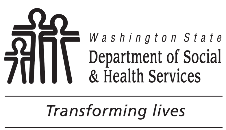 Washington State
Department of Social
& Health Services
Transforming lives